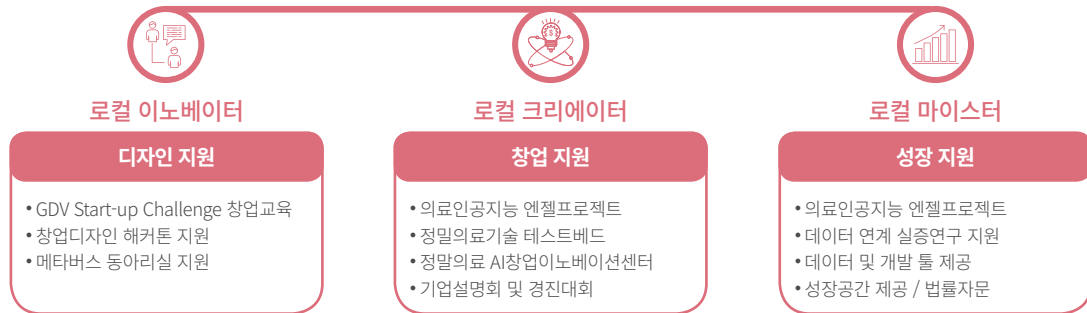 로컬 이노베이터
디자인 지원
• GDV Start-up Challenge 창업교육
• 창업디자인 해커톤 지원
• 메타버스 동아리실 지원
로컬 크리에이터
창업 지원
• 의료인공지능 엔젤프로젝트
• 정밀의료기술 테스트베드
• 정말의료 AI창업이노베이션센터
• 기업설명회 및 경진대회
로컬 마이스터
성장 지원
• 의료인공지능 엔젤프로젝트
• 데이터 연계 실증연구 지원
• 데이터 및 개발 툴 제공
• 성장공간 제공 / 법률자문